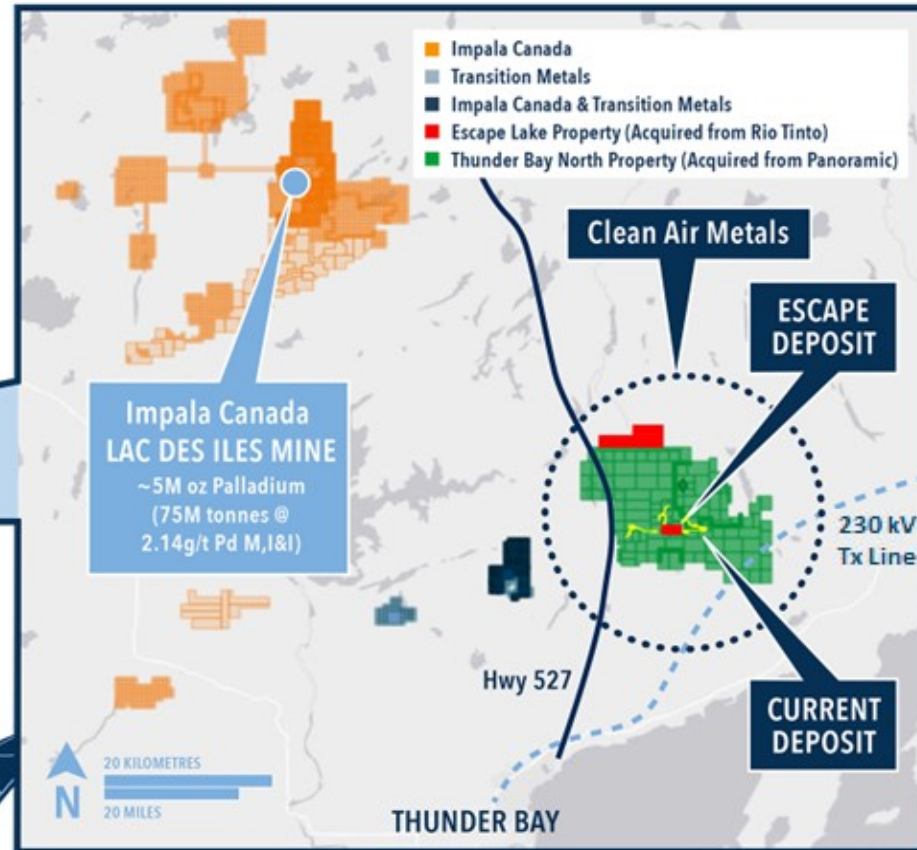 Impala Canada
Transition Metals
Impala Canada & Transition Metals
Escape Lake Property (Acquired from Rio Tinto)
Thunder Bay North Property (Acquired from Panoramic)
Clean Air Metals
ESCAPE
DEPOSIT
Impala Canada
LAC DES ILES MINE
~5M oz Palladium
(75M tonnes @
2.14g/t Pd M,I&I)
230 kV
Tx Line
Hwy 527
CURRENT
DEPOSIT
20 KILOMETRES
N
20 MILES
THUNDER BAY